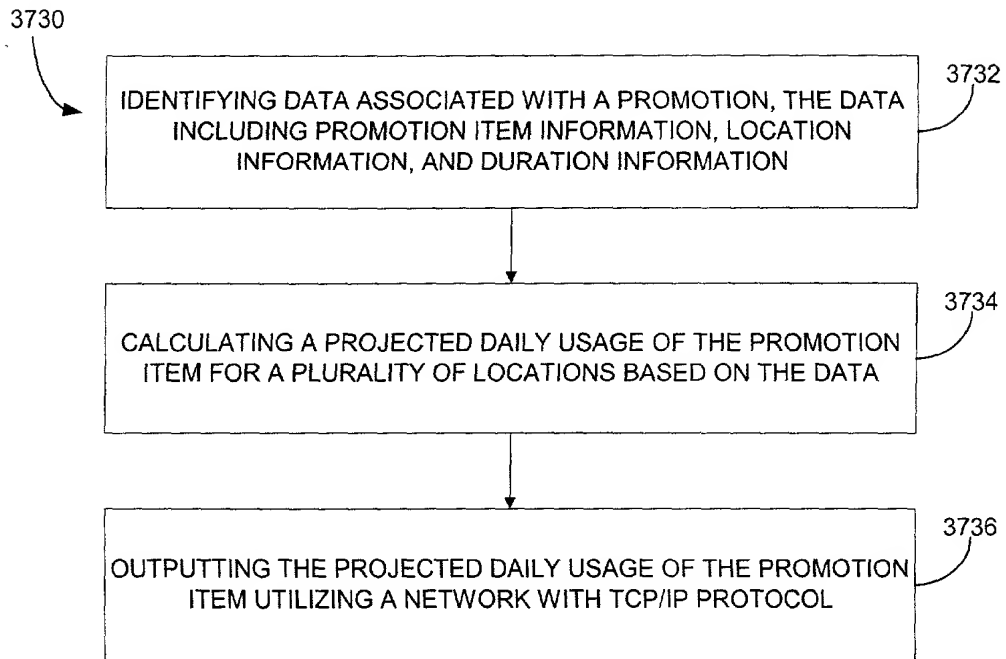 3730
3732
IDENTIFYING DATA ASSOCIATED WITH A PROMOTION, THE DATA
INCLUDING PROMOTION ITEM INFORMATION, LOCATION
INFORMATION, AND DURATION INFORMATION
3734
CALCULATING A PROJECTED DAILY USAGE OF THE PROMOTION
ITEM FOR A PLURALITY OF LOCATIONS BASED ON THE DATA
3736
OUTPUTTING THE PROJECTED DAILY USAGE OF THE PROMOTION
ITEM UTILIZING A NETWORK WITH TCP/IP PROTOCOL